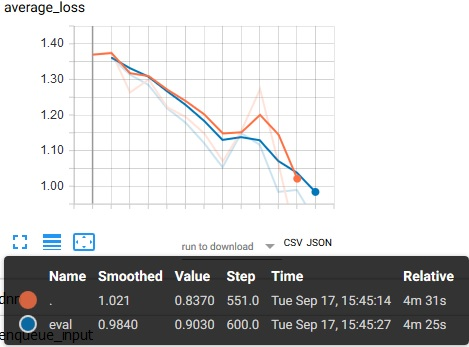 average_loss
1.40
1.30
1.20
1.10
1.00
run to download CSV JSON
Name Smoothed Value Step Time Relative
. 1.021 0.8370 551.0 Tue Sep 17, 15:45:14 4m 31s
eval 0.9840 0.9030 600.0 Tue Sep 17, 15:45:27 4m 25s
enqueue_input